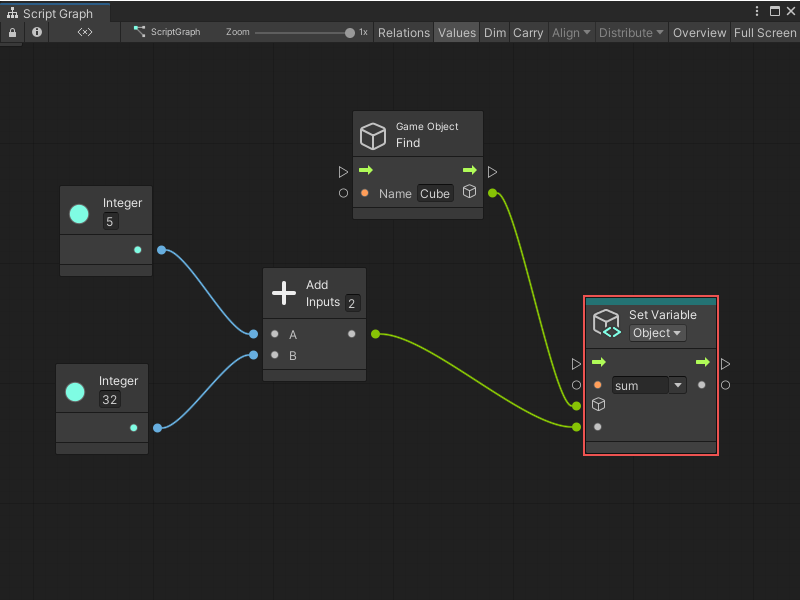 Script Graph
<×> ScriptGraph Zoom 1x Relations Values Dim Carry Align Distribute Overview Full Screen
Game Object
Find
Name Cube
Integer
5
Add
Inputs 2
A
B
Integer
32
Set Variable
Object
sum